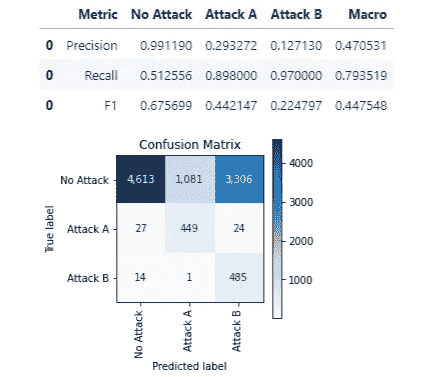 Metric No Attack Attack A Attack B Macro
0 Precision 0.991190 0.293272 0.127130 0.470531
0 Recall 0.512556 0.898000 0.970000 0.793519
0 F1 0.675699 0.442147 0.224797 0.447548
Confusion Matrix
No Attack 4,613 1,081 3,306
Attack A 27 449 24
Attack B 14 1 485
True label
No Attack Attack A Attack B
Predicted label
4000
3000
2000
1000